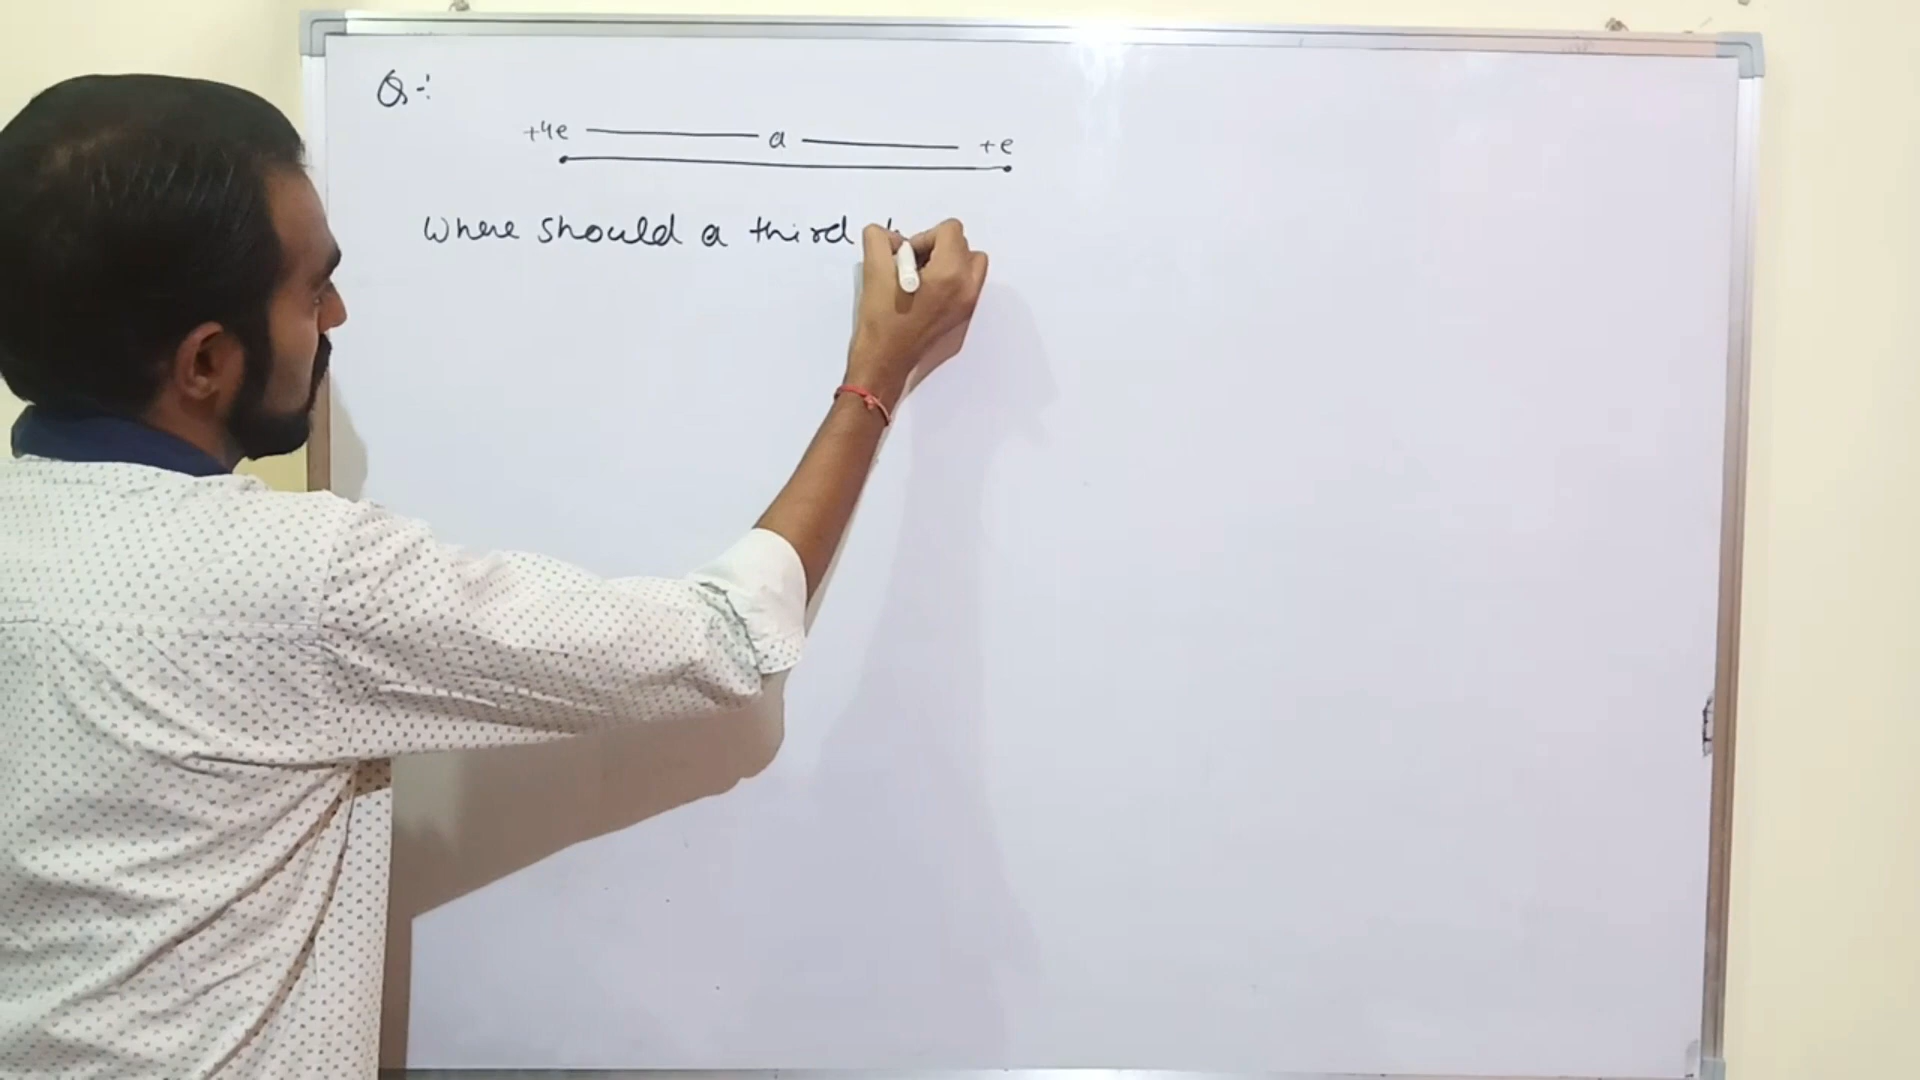 Q:-
+4e a +e
Where should a third